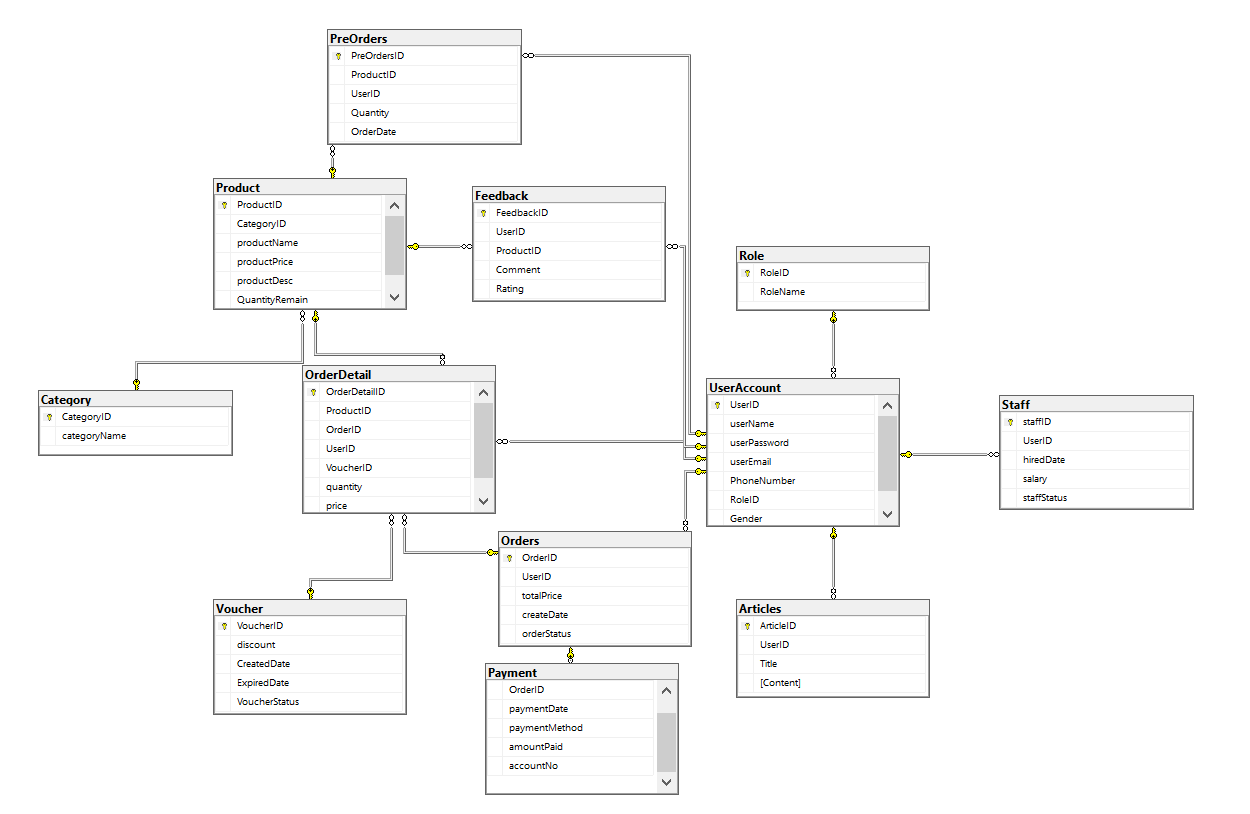 PreOrders
PreOrdersID
ProductID
UserID
Quantity
OrderDate
Product
ProductID
CategoryID
productName
productPrice
productDesc
QuantityRemain
Feedback
FeedbackID
UserID
ProductID
Comment
Rating
Role
RoleID
RoleName
Category
CategoryID
categoryName
OrderDetail
OrderDetailID
ProductID
OrderID
UserID
VoucherID
quantity
price
UserAccount
UserID
userName
userPassword
userEmail
PhoneNumber
RoleID
Gender
Staff
staffID
UserID
hiredDate
salary
staffStatus
Orders
OrderID
UserID
totalPrice
createDate
orderStatus
Voucher
VoucherID
discount
CreatedDate
ExpiredDate
VoucherStatus
Articles
ArticleID
UserID
Title
[Content]
Payment
OrderID
paymentDate
paymentMethod
amountPaid
accountNo